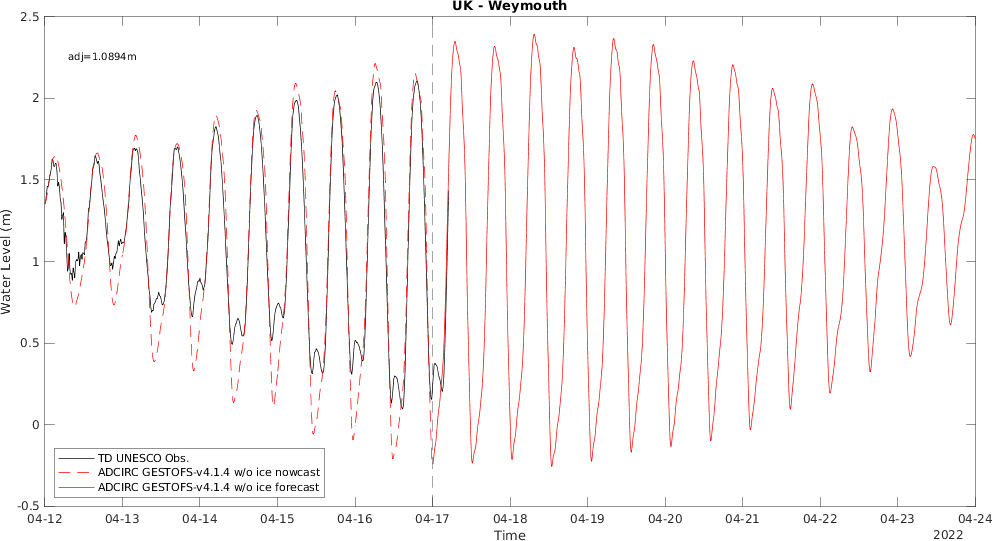 UK - Weymouth
adj=1.0894m
2.5
2
1.5
1
0.5
0
-0.5
Water Level (m)
TD UNESCO Obs.
ADCIRC GESTOFS-v4.1.4 w/o ice nowcast
ADCIRC GESTOFS-v4.1.4 w/o ice forecast
04-12 04-13 04-14 04-15 04-16 04-17 04-18 04-19 04-20 04-21 04-22 04-23 04-24
Time
2022